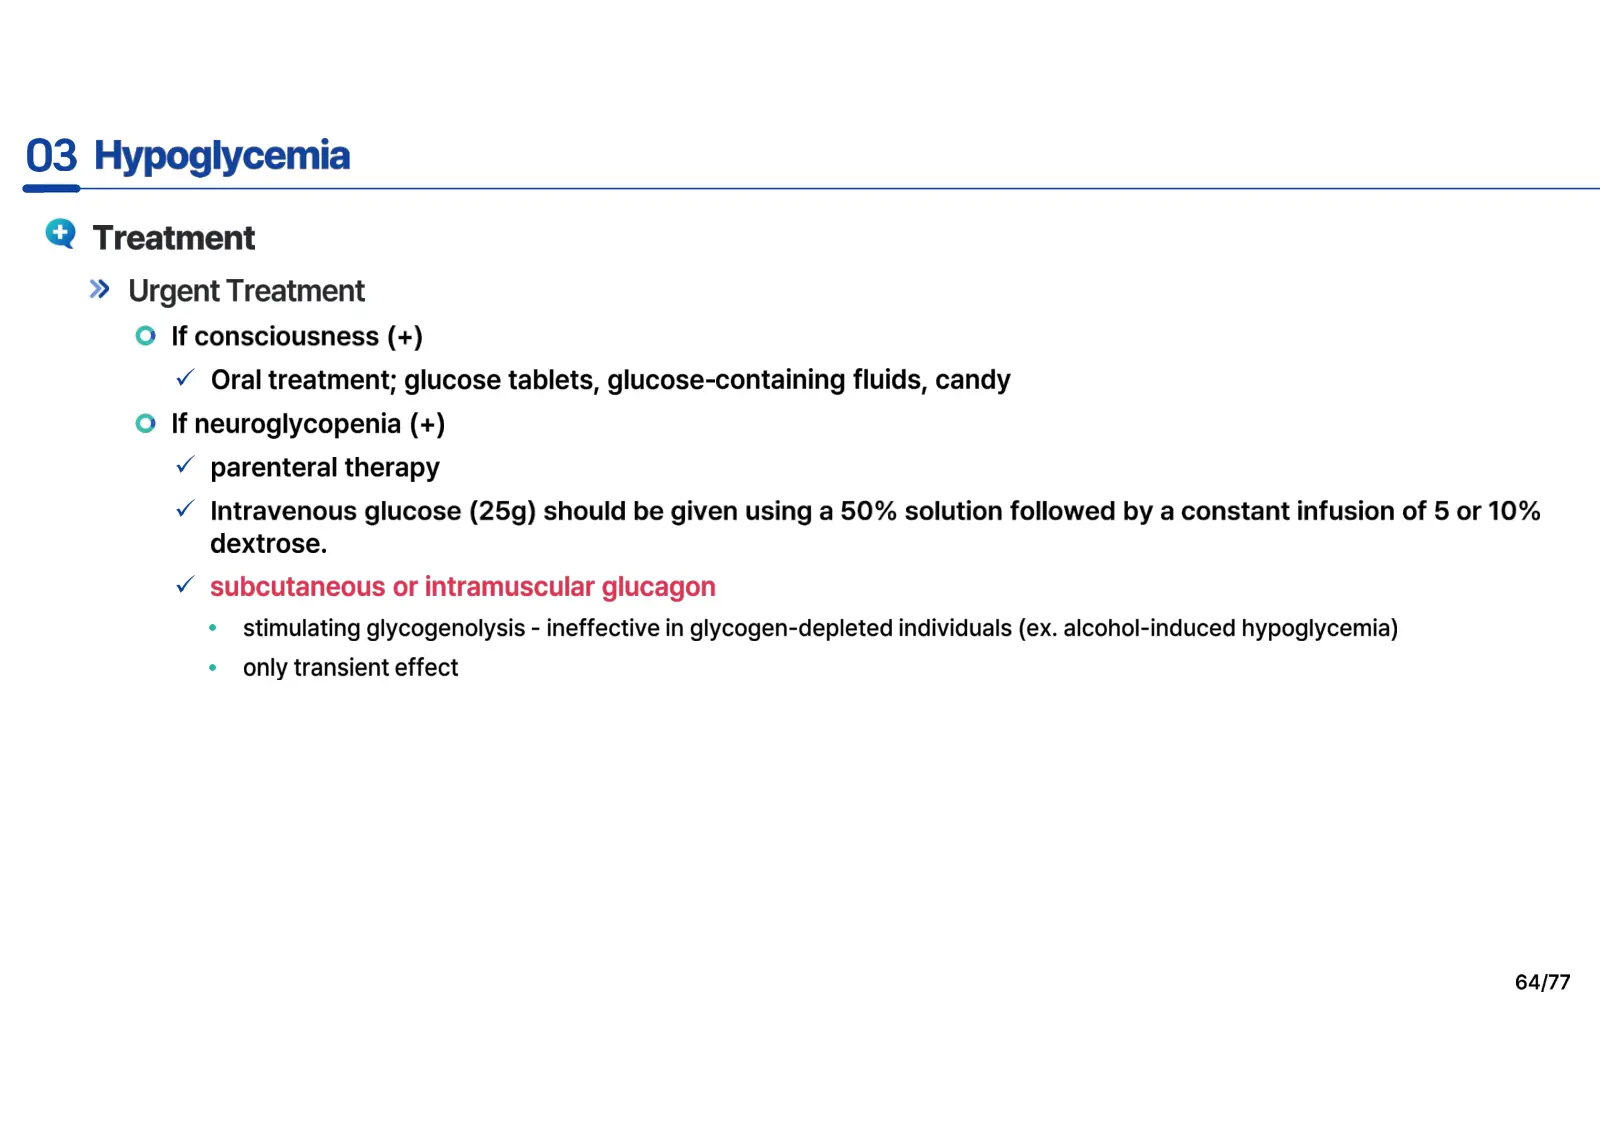 03 Hypoglycemia
Treatment
Urgent Treatment
If consciousness (+)
Oral treatment; glucose tablets, glucose-containing fluids, candy
If neuroglycopenia (+)
parenteral therapy
Intravenous glucose (25g) should be given using a 50% solution followed by a constant infusion of 5 or 10%
dextrose.
subcutaneous or intramuscular glucagon
stimulating glycogenolysis - ineffective in glycogen-depleted individuals (ex. alcohol-induced hypoglycemia)
only transient effect
64/77